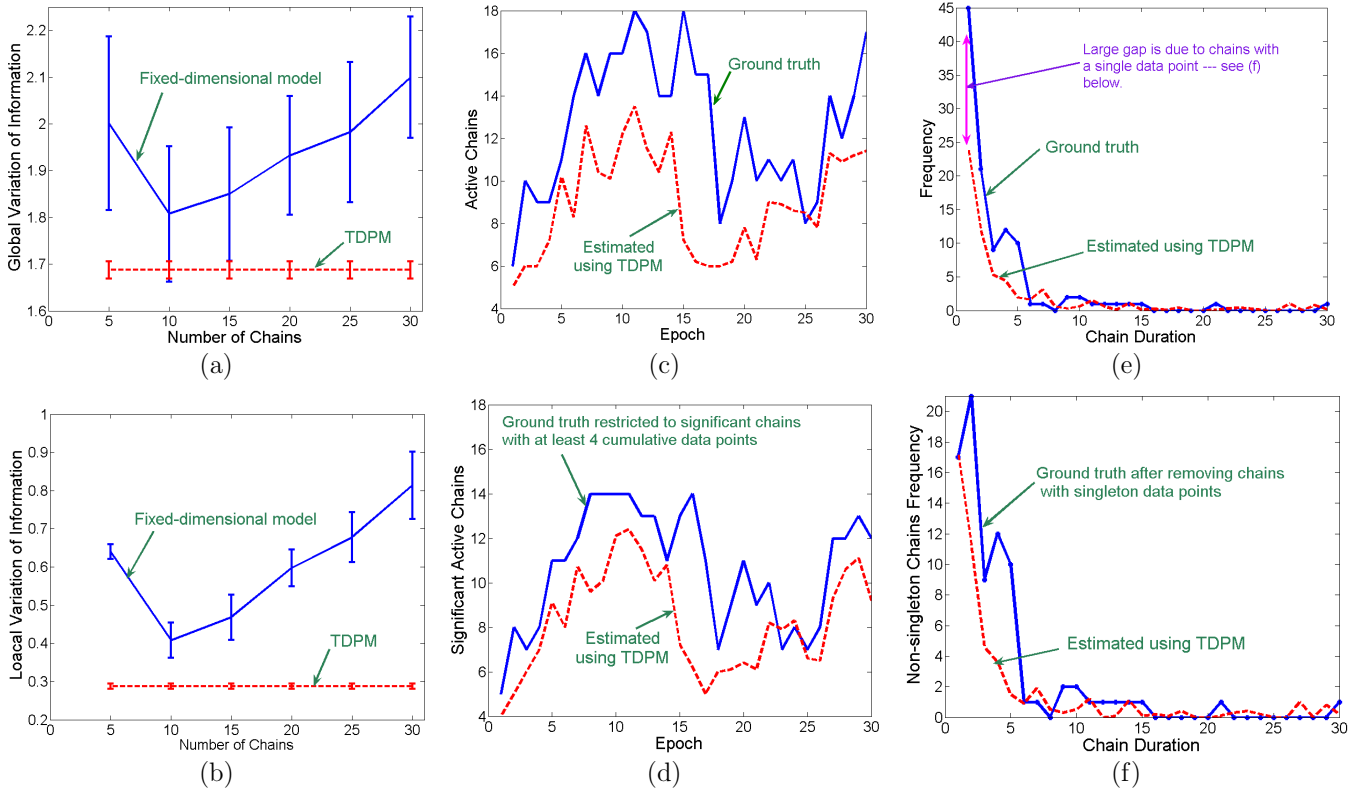 2.2
2.1
2
1.9
1.8
1.7
1.6
0
5
10
15
20
25
30
Global Variation of Information
Number of Chains
Fixed-dimensional model
TDPM
(a)
18
16
14
12
10
8
6
4
0
5
10
15
20
25
30
Active Chains
Epoch
Ground truth
Estimated
using TDPM
(c)
45
40
35
30
25
20
15
10
5
0
0
5
10
15
20
25
30
Frequency
Chain Duration
Large gap is due to chains with
a single data point --- see (f)
below.
Ground truth
Estimated using TDPM
(e)
1
0.9
0.8
0.7
0.6
0.5
0.4
0.3
0.2
0
5
10
15
20
25
30
Loacal Variation of Information
Number of Chains
Fixed-dimensional model
TDPM
(b)
18
16
14
12
10
8
6
4
0
5
10
15
20
25
30
Significant Active Chains
Epoch
Ground truth restricted to significant chains
with at least 4 cumulative data points
Estimated
using TDPM
(d)
20
18
16
14
12
10
8
6
4
2
0
0
5
10
15
20
25
30
Non-singleton Chains Frequency
Chain Duration
Ground truth after removing chains
with singleton data points
Estimated using TDPM
(f)